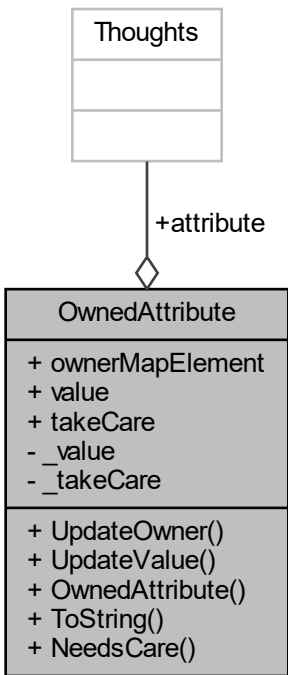 Thoughts
+attribute
OwnedAttribute
+ ownerMapElement
+ value
+ takeCare
- _value
- _takeCare
+ UpdateOwner()
+ UpdateValue()
+ OwnedAttribute()
+ ToString()
+ NeedsCare()